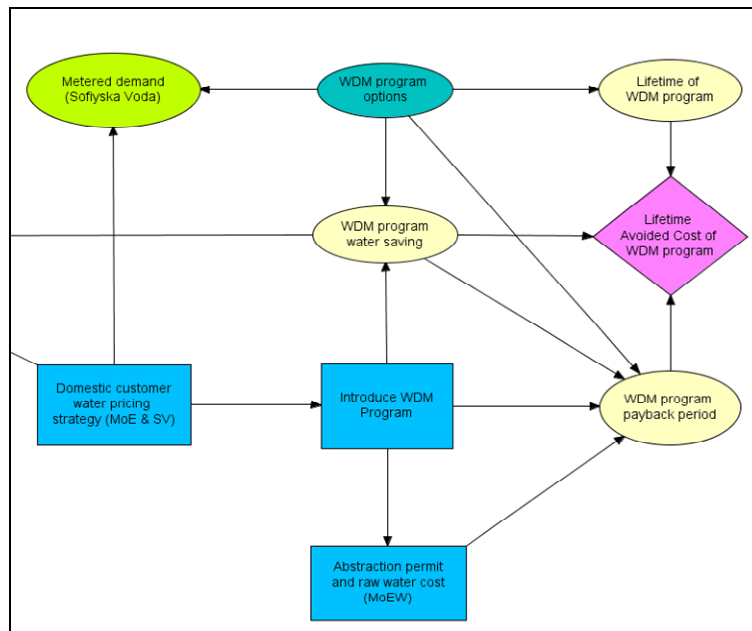 Metered demand
(Sofiyska Voda)
WDM program
options
Lifetime of
WDM program
WDM program
water saving
Lifetime
Avoided Cost of
WDM program
Domestic customer
water pricing
strategy (MoE & SV)
Introduce WDM
Program
WDM program
payback period
Abstraction permit
and raw water cost
(MoEW)